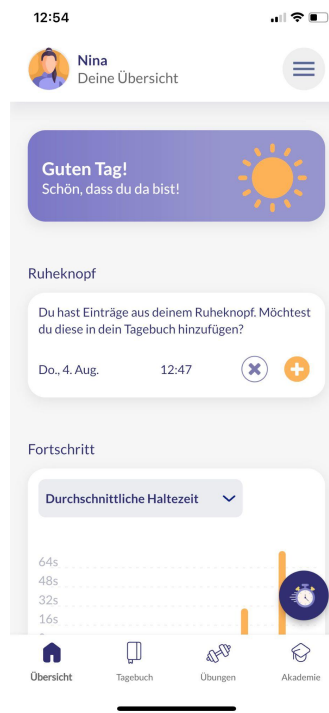 12:54
Nina
Deine Übersicht
Guten Tag!
Schön, dass du da bist!
Ruheknopf
Du hast Einträge aus deinem Ruheknopf. Möchtest
du diese in dein Tagebuch hinzufügen?
Do., 4. Aug. 12:47
Fortschritt
Durchschnittliche Haltezeit
64s
48s
32s
16s
Übersicht Tagebuch Übungen Akademie